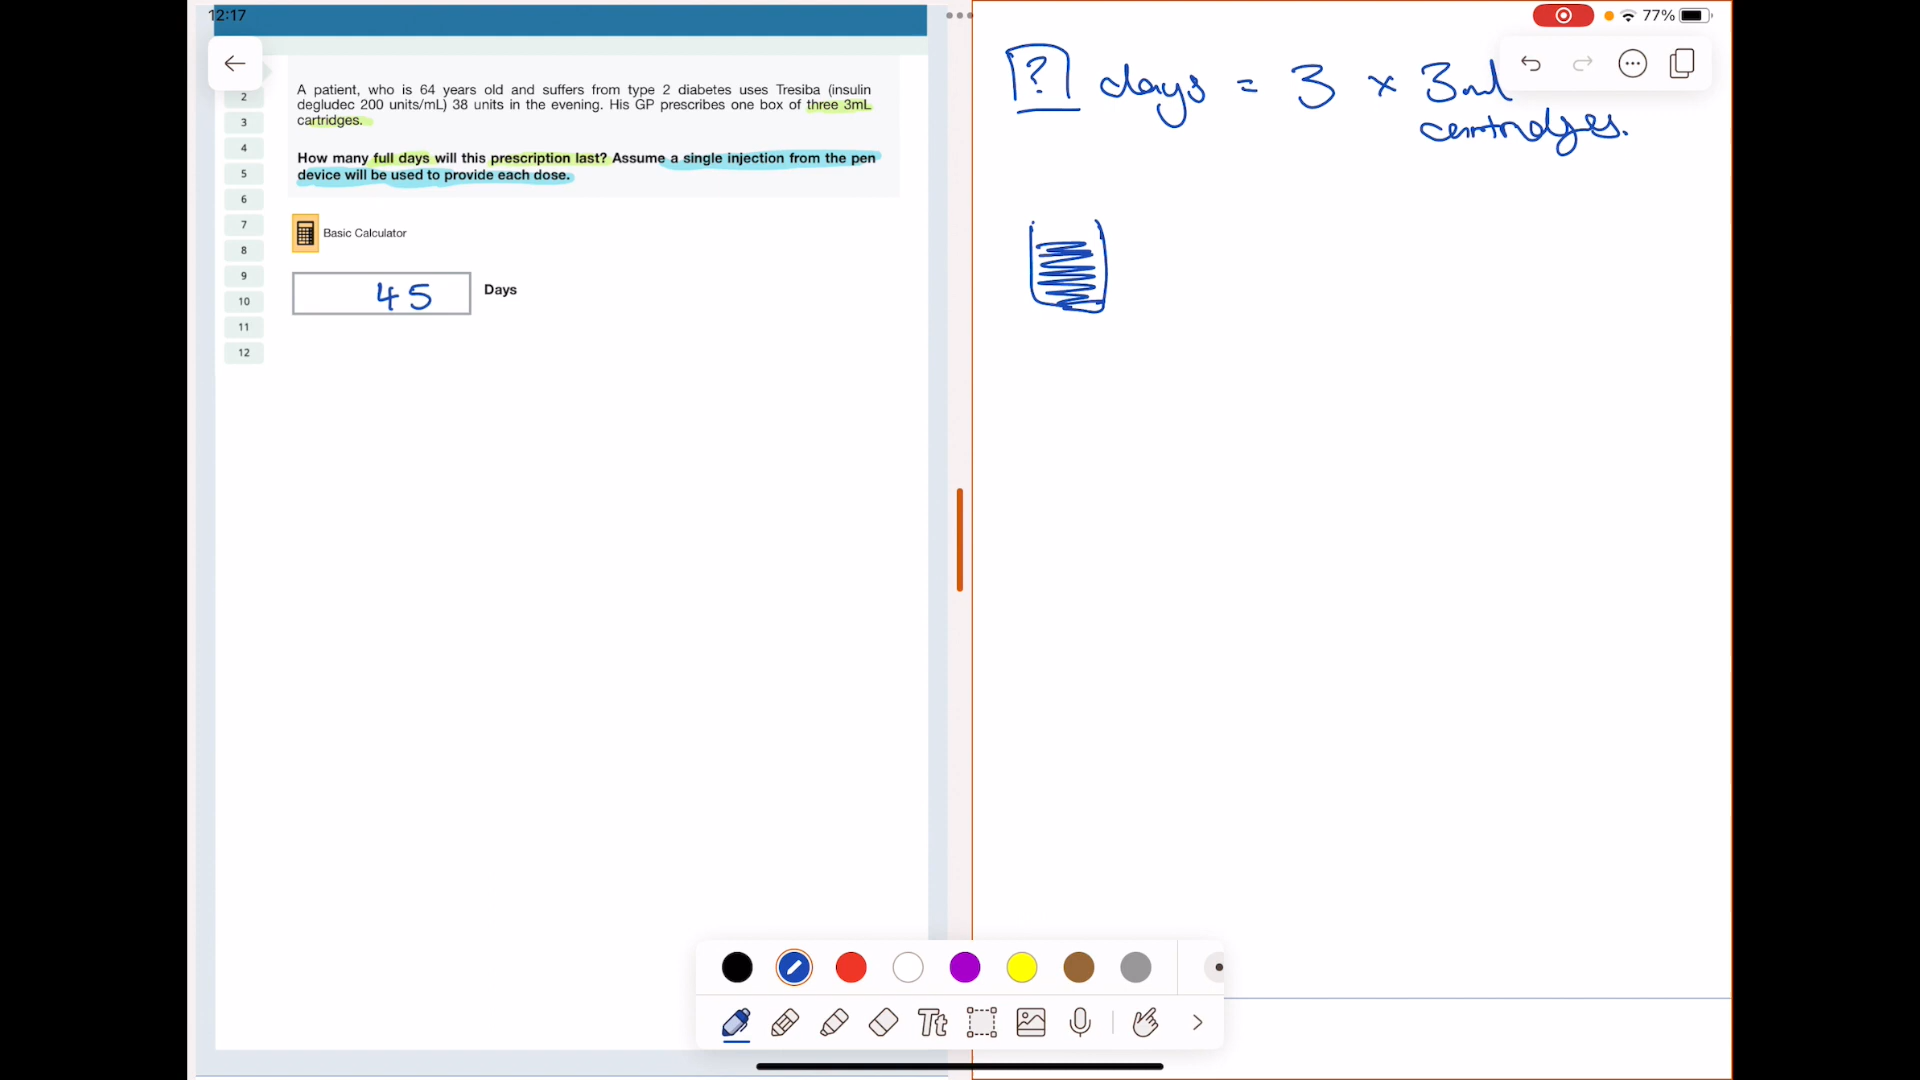 12:17
77%
2
3
4
5
6
7
8
9
10
11
12
A patient, who is 64 years old and suffers from type 2 diabetes uses Tresiba (insulin
degludec 200 units/mL) 38 units in the evening. His GP prescribes one box of three 3mL
cartridges.
How many full days will this prescription last? Assume a single injection from the pen
device will be used to provide each dose.
Basic Calculator
45 Days
? days = 3 × 3ml
cartridges.
Tt